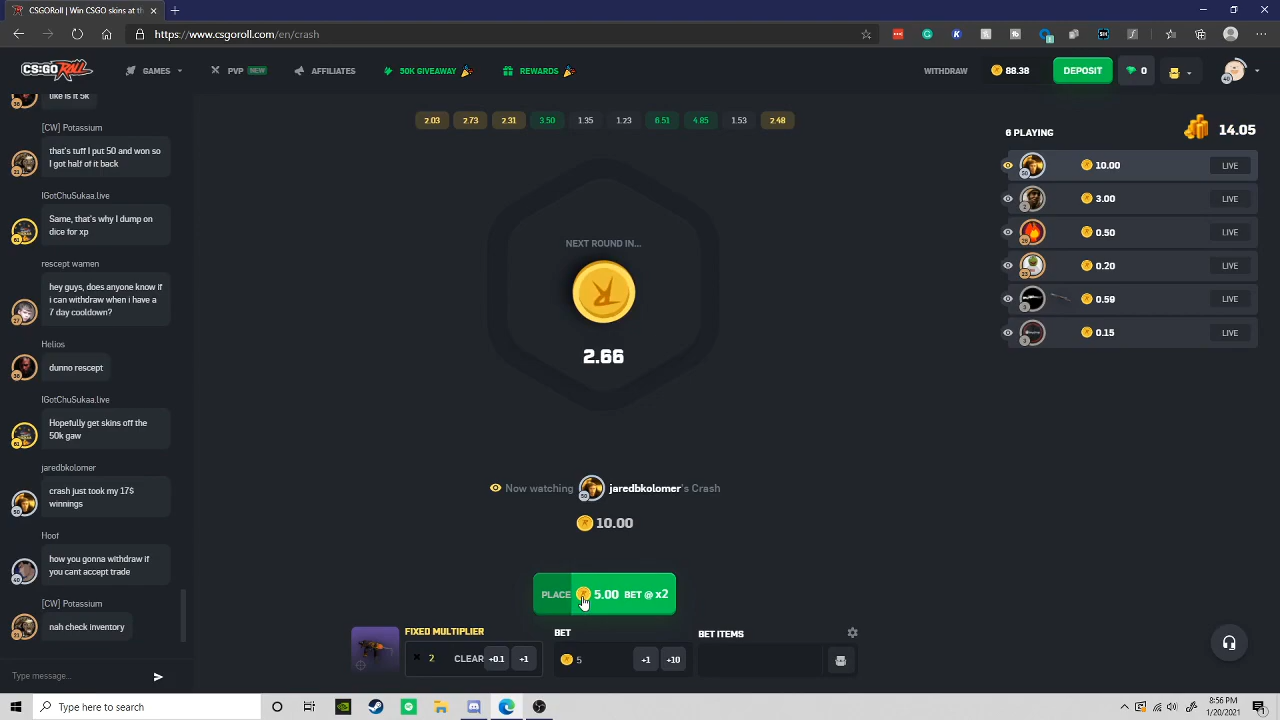 CSGORoll | Win CSGO skins at th
https://www.csgoroll.com/en/crash
CS:GO ROLL
GAMES
PVP NEW
AFFILIATES
50K GIVEAWAY
REWARDS
WITHDRAW
88.38
DEPOSIT
0
like is it 5k
[CW] Potassium
that's tuff I put 50 and won so
I got half of it back
IGotChuSukaa.live
Same, that's why I dump on
dice for xp
rescept wamen
hey guys, does anyone know if
i can withdraw when i have a
7 day cooldown?
Helios
dunno rescept
IGotChuSukaa.live
Hopefully get skins off the
50k gaw
jaredbkolomer
crash just took my 17$
winnings
Hoof
how you gonna withdraw if
you cant accept trade
[CW] Potassium
nah check inventory
Type message...
2.03 2.73 2.31 3.50 1.35 1.23 6.51 4.85 1.53 2.48
NEXT ROUND IN...
2.66
Now watching jaredbkolomer's Crash
10.00
PLACE 5.00 BET @ x2
FIXED MULTIPLIER
2 CLEAR +0.1 +1
BET
5 +1 +10
BET ITEMS
6 PLAYING 14.05
10.00 LIVE
3.00 LIVE
0.50 LIVE
0.20 LIVE
0.59 LIVE
0.15 LIVE
Type here to search
8:56 PM
1/20/2021